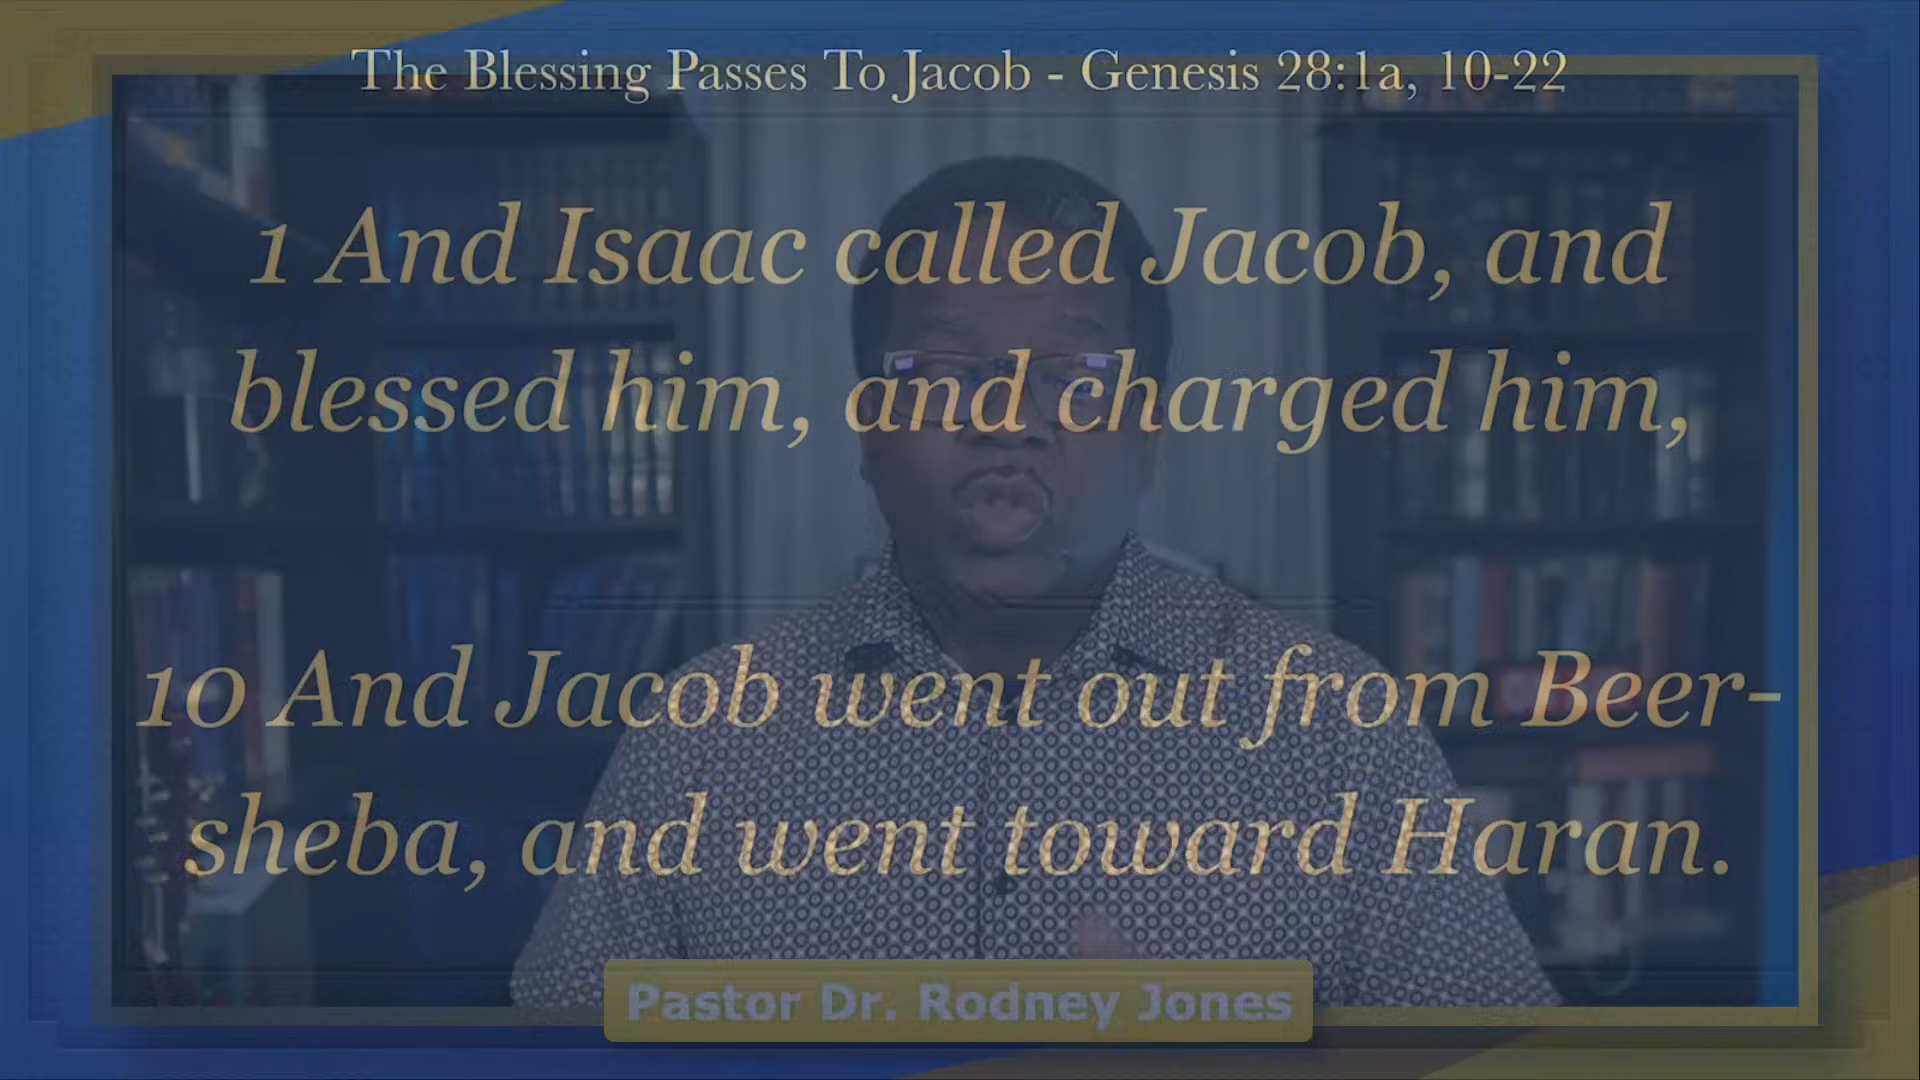 The Blessing Passes To Jacob - Genesis 28:1a, 10-22
1 And Isaac called Jacob, and
blessed him, and charged him,
10 And Jacob went out from Beer-
sheba, and went toward Haran.
Pastor Dr. Rodney Jones